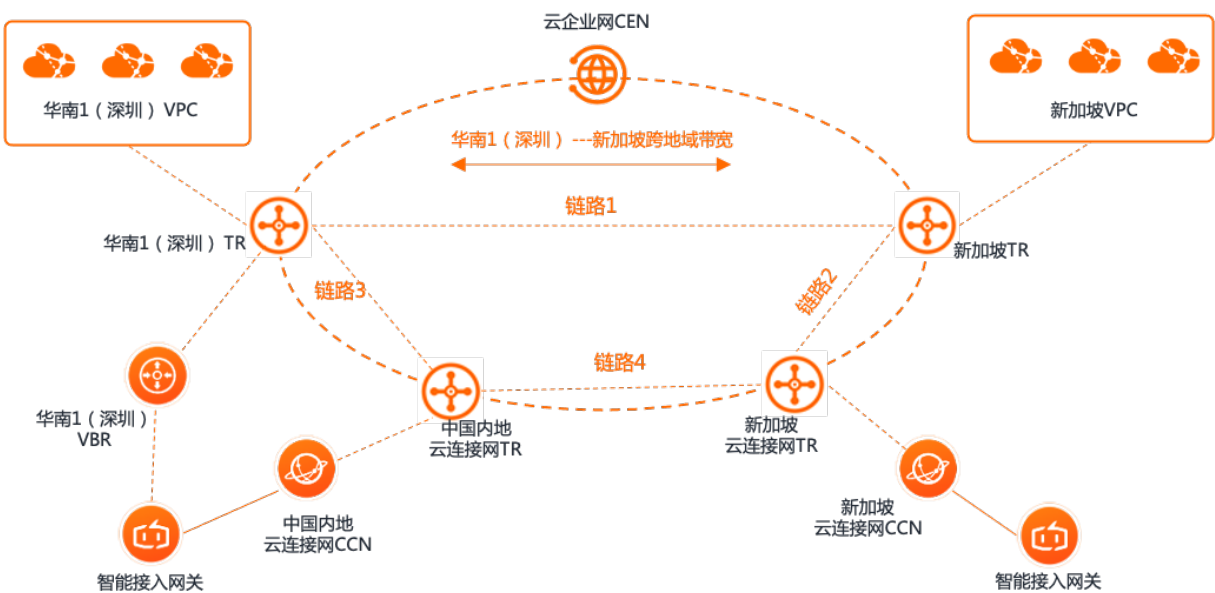 云企业网CEN
华南1（深圳） VPC
新加坡VPC
华南1（深圳） ---新加坡跨地域带宽
链路1
华南1（深圳） TR
新加坡TR
链路3
链路2
链路4
华南1（深圳）
VBR
中国内地
云连接网TR
新加坡
云连接网TR
中国内地
云连接网CCN
新加坡
云连接网CCN
智能接入网关
智能接入网关